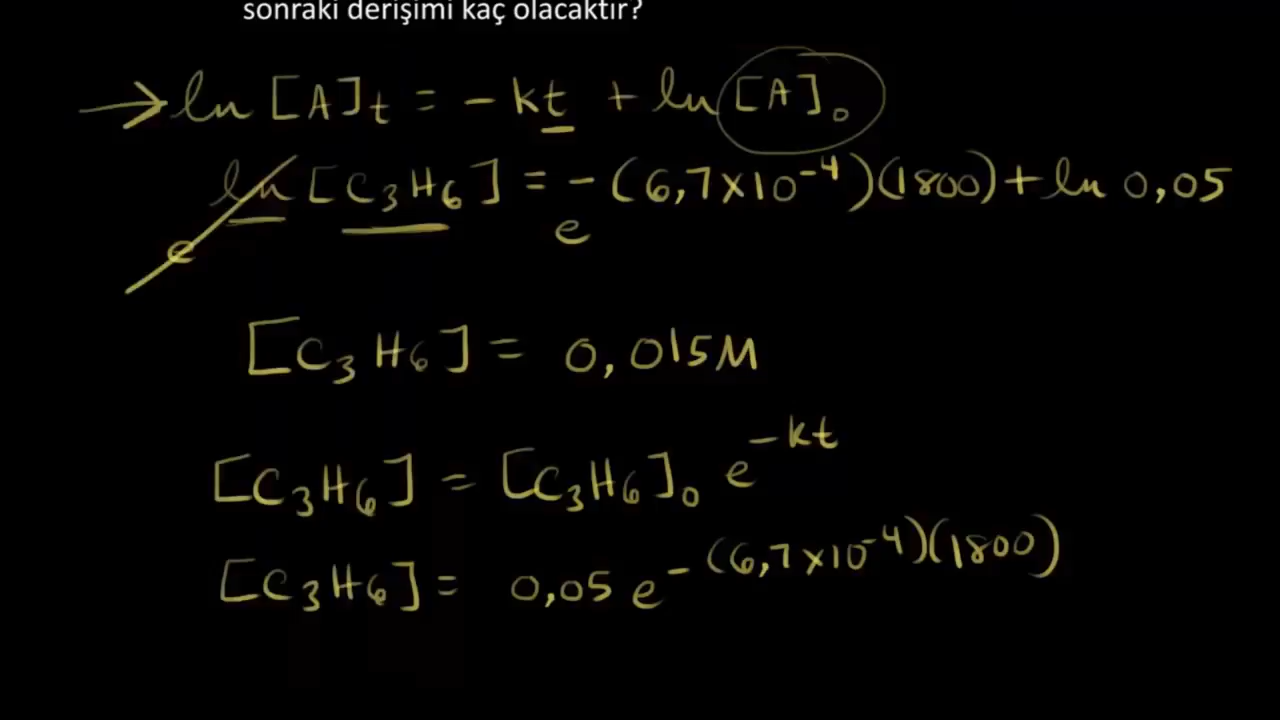 sonraki derişimi kaç olacaktır?
→ ln [A]t = - kt + ln [A]₀
ln [C₃H₆] = - (6,7x10⁻⁴)(1800) + ln 0,05
e e
[C₃H₆] = 0,015M
[C₃H₆] = [C₃H₆]₀ e⁻ᵏᵗ
[C₃H₆] = 0,05 e⁻ (6,7x10⁻⁴)(1800)